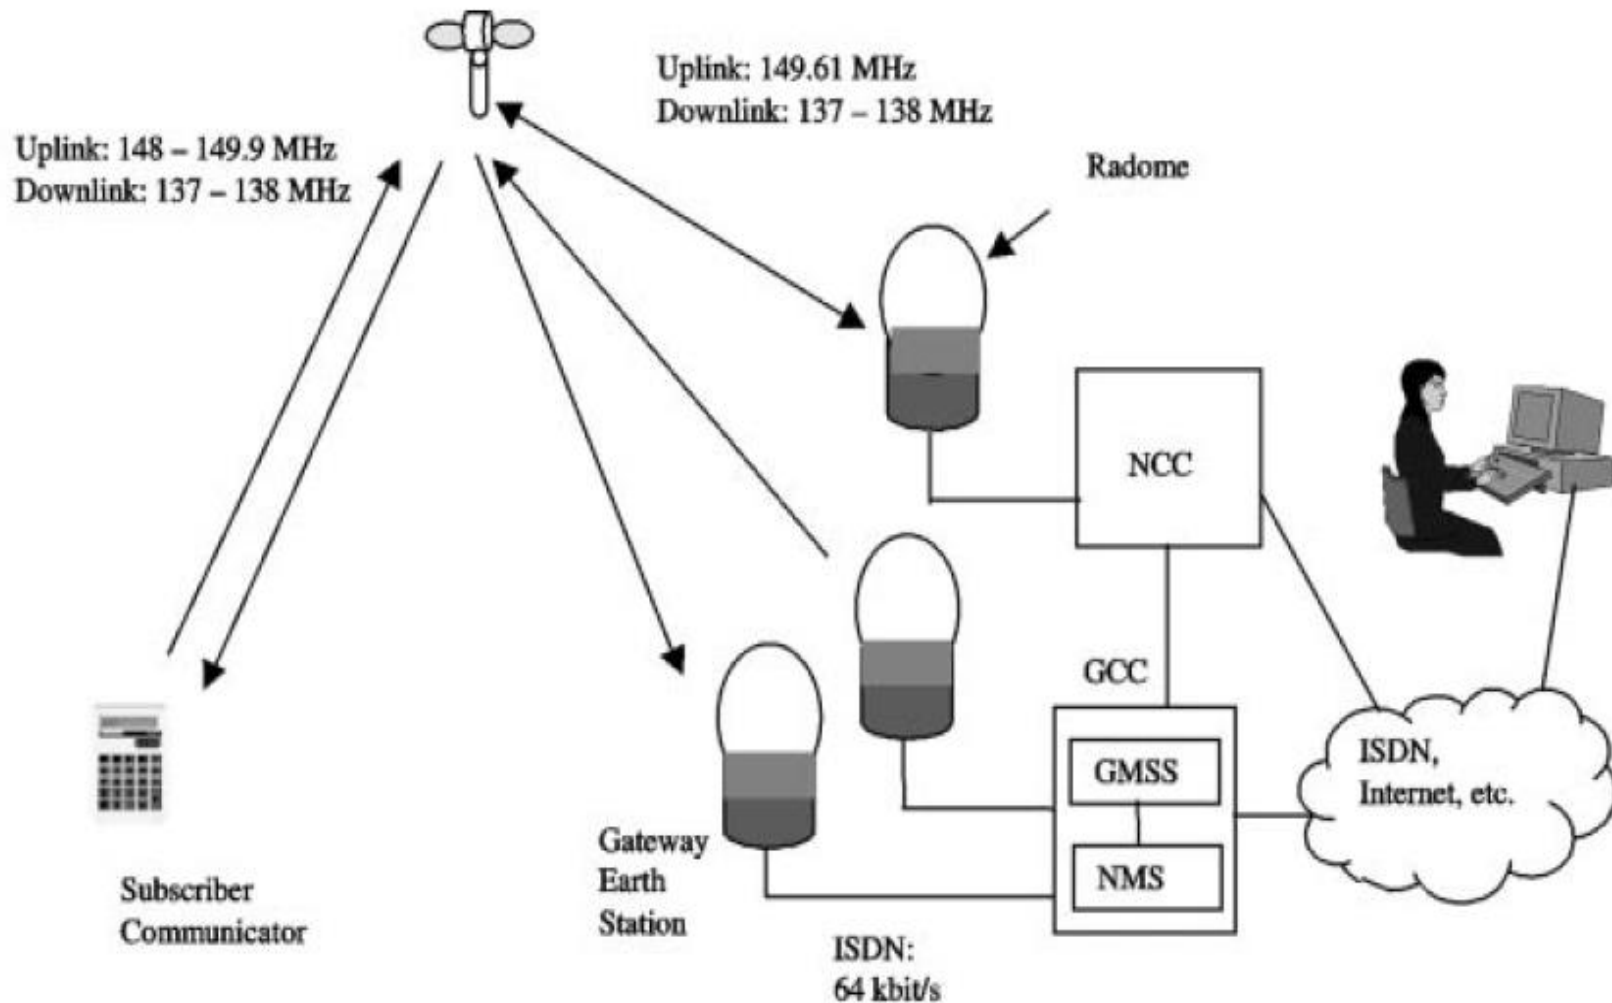 Uplink: 149.61 MHz
Downlink: 137 – 138 MHz
Uplink: 148 – 149.9 MHz
Downlink: 137 – 138 MHz
Radome
NCC
GCC
GMSS
NMS
ISDN,
Internet, etc.
Gateway
Earth
Station
Subscriber
Communicator
ISDN:
64 kbit/s